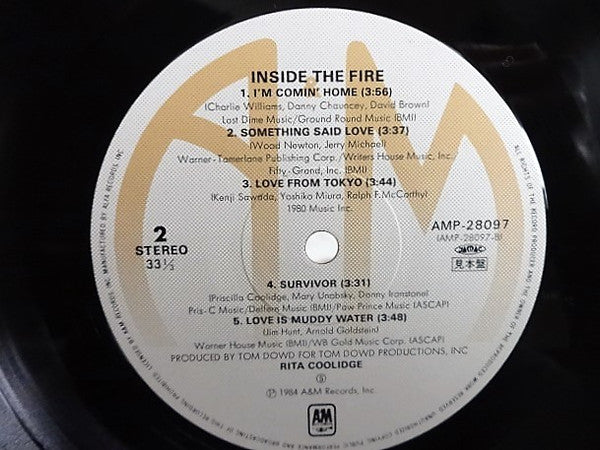 INSIDE THE FIRE
1. I'M COMIN' HOME (3:56)
(Charlie Williams, Danny Chauncey, David Brown)
Lost Dime Music/Ground Round Music (BMI)
2. SOMETHING SAID LOVE (3:37)
(Wood Newton, Jerry Michael)
Warner-Tamerlane Publishing Corp./Writers House Music, Inc.
Fifty-Grand, Inc. (BMI)
3. LOVE FROM TOKYO (3:44)
(Kenji Sawada, Yoshiko Miura, Ralph F. McCarthy)
1980 Music Inc.
2
STEREO
33⅓
AMP-28097
(AMP-28097-B)
見本盤
4. SURVIVOR (3:31)
(Priscilla Coolidge, Mary Unobsky, Donny Iranstone)
Pris-C Music/Delfern Music (BMI)/Paw Prince Music (ASCAP)
5. LOVE IS MUDDY WATER (3:48)
(Jim Hunt, Arnold Goldstein)
Warner House Music (BMI)/WB Gold Music Corp. (ASCAP)
PRODUCED BY TOM DOWD FOR TOM DOWD PRODUCTIONS, INC
RITA COOLIDGE
Ⓢ
Ⓟ 1984 A&M Records, Inc.
A&M
RECORDS